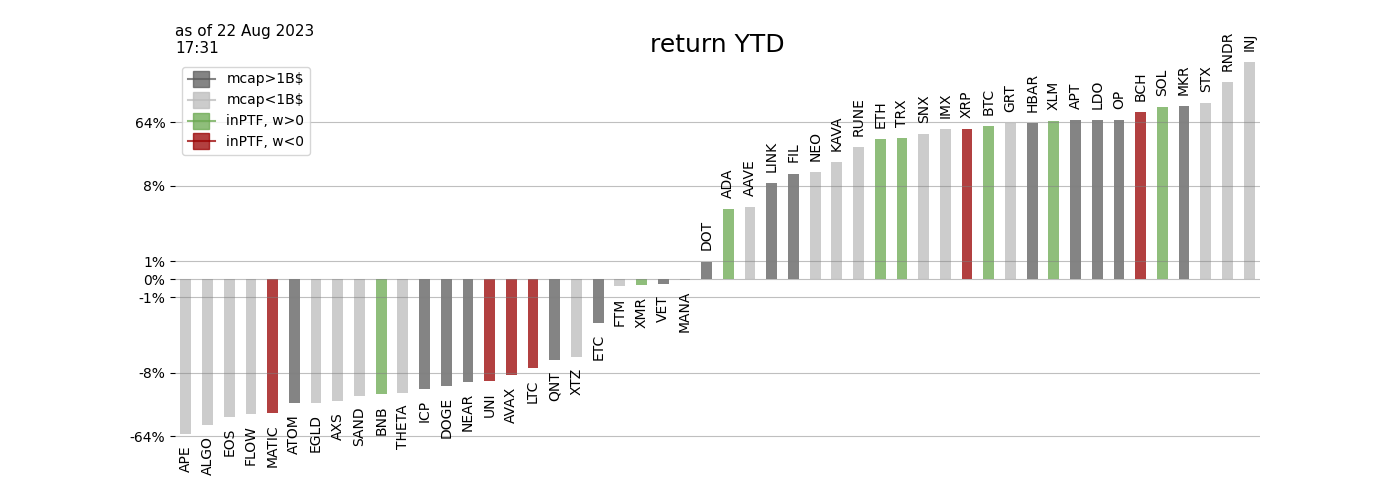 as of 22 Aug 2023
17:31
return YTD
mcap>1B$
mcap<1B$
inPTF, w>0
inPTF, w<0
64%
8%
1%
0%
-1%
-8%
-64%
APE
ALGO
EOS
FLOW
MATIC
ATOM
EGLD
AXS
SAND
BNB
THETA
ICP
DOGE
NEAR
UNI
AVAX
LTC
QNT
XTZ
ETC
FTM
XMR
VET
MANA
DOT
ADA
AAVE
LINK
FIL
NEO
KAVA
RUNE
ETH
TRX
SNX
IMX
XRP
BTC
GRT
HBAR
XLM
APT
LDO
OP
BCH
SOL
MKR
STX
RNDR
INJ